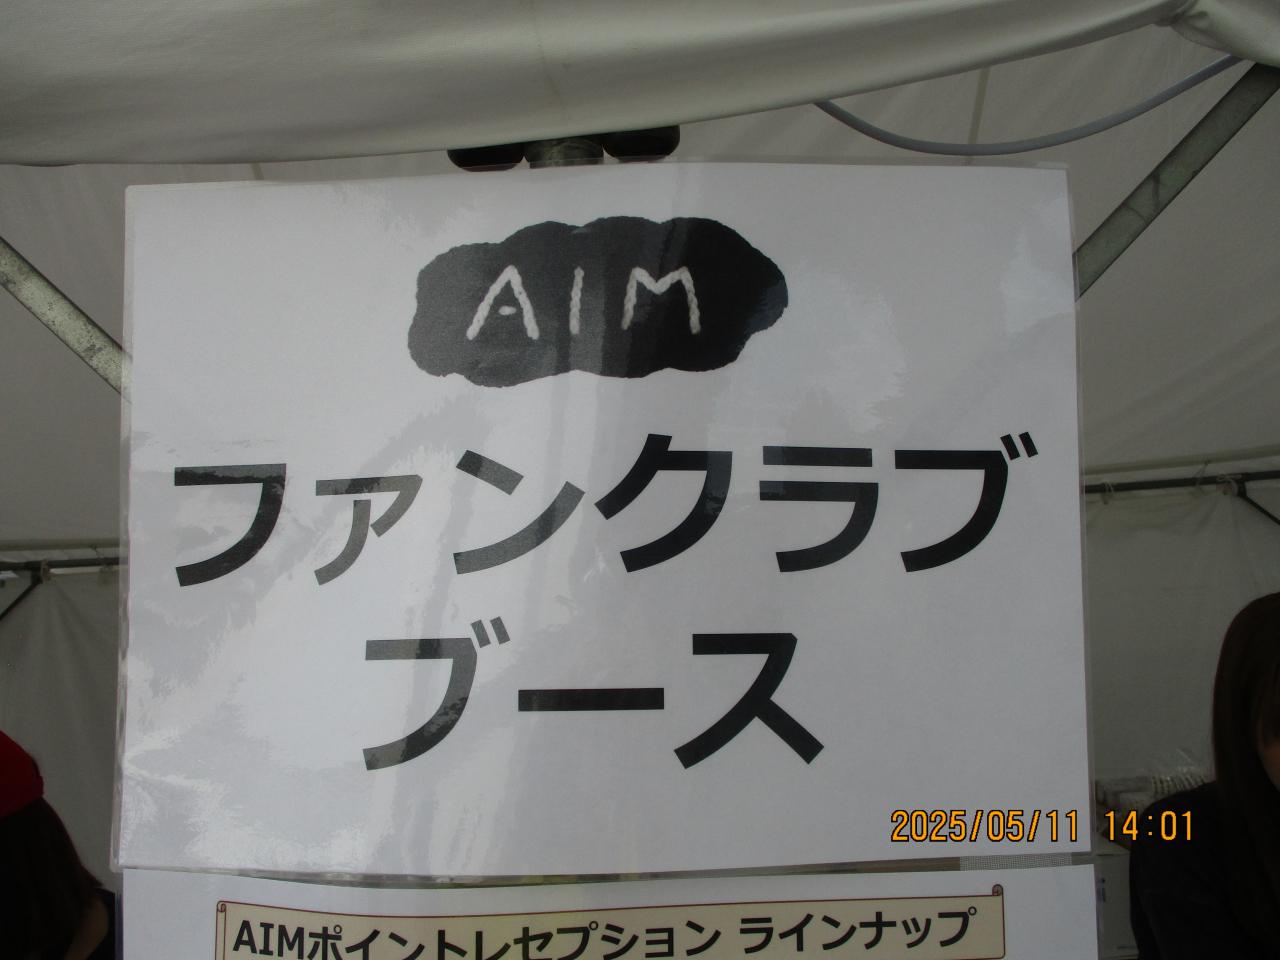 AIM
ファンクラブ
ブース
2025/05/11 14:01
AIMポイントレセプション ラインナップ